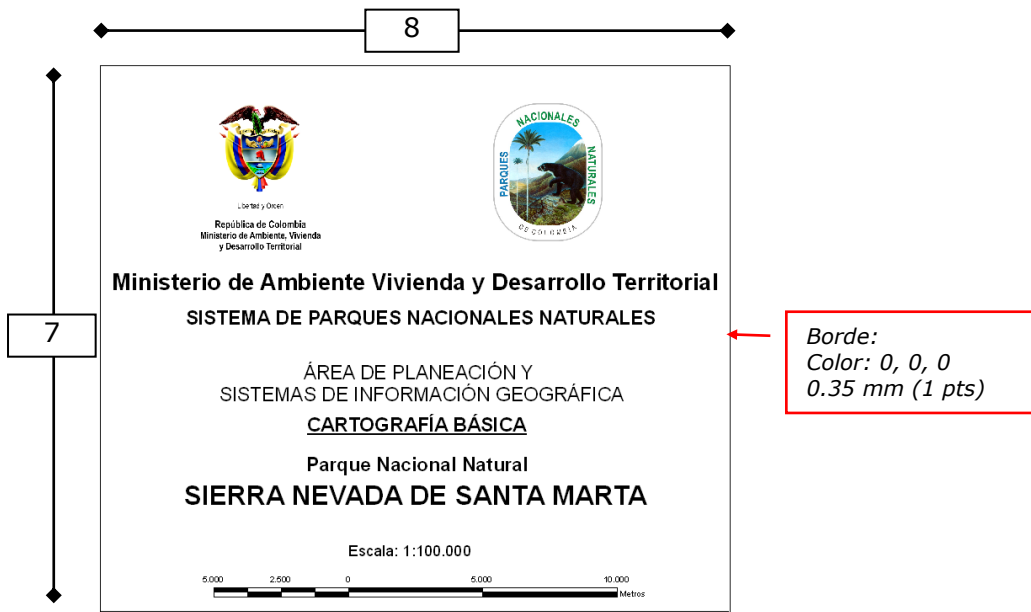 8
7
Libertad y Orden
República de Colombia
Ministerio de Ambiente, Vivienda
y Desarrollo Territorial
PARQUES NACIONALES NATURALES
DE COLOMBIA
Ministerio de Ambiente Vivienda y Desarrollo Territorial
SISTEMA DE PARQUES NACIONALES NATURALES
ÁREA DE PLANEACIÓN Y
SISTEMAS DE INFORMACIÓN GEOGRÁFICA
CARTOGRAFÍA BÁSICA
Parque Nacional Natural
SIERRA NEVADA DE SANTA MARTA
Escala: 1:100.000
5.000 2.500 0 5.000 10.000
Metros
Borde:
Color: 0, 0, 0
0.35 mm (1 pts)